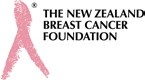 ®
THE NEW ZEALAND
BREAST CANCER
FOUNDATION